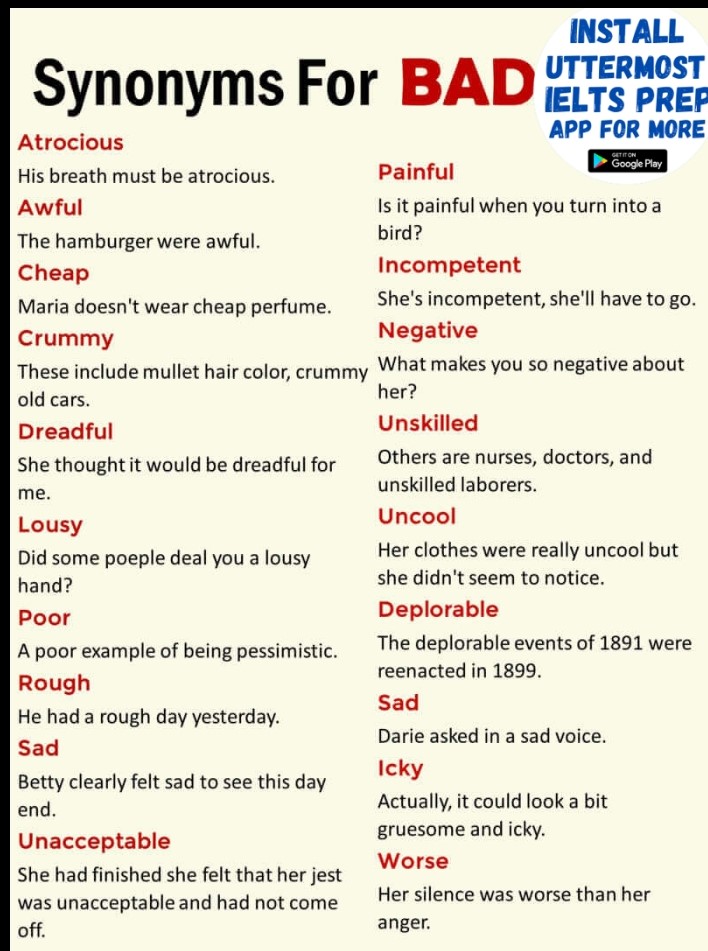 Synonyms For BAD
INSTALL
UTTERMOST
IELTS PREP
APP FOR MORE
GET IT ON
Google Play
Atrocious
His breath must be atrocious.
Awful
The hamburger were awful.
Cheap
Maria doesn't wear cheap perfume.
Crummy
These include mullet hair color, crummy
old cars.
Dreadful
She thought it would be dreadful for
me.
Lousy
Did some poeple deal you a lousy
hand?
Poor
A poor example of being pessimistic.
Rough
He had a rough day yesterday.
Sad
Betty clearly felt sad to see this day
end.
Unacceptable
She had finished she felt that her jest
was unacceptable and had not come
off.
Painful
Is it painful when you turn into a
bird?
Incompetent
She's incompetent, she'll have to go.
Negative
What makes you so negative about
her?
Unskilled
Others are nurses, doctors, and
unskilled laborers.
Uncool
Her clothes were really uncool but
she didn't seem to notice.
Deplorable
The deplorable events of 1891 were
reenacted in 1899.
Sad
Darie asked in a sad voice.
Icky
Actually, it could look a bit
gruesome and icky.
Worse
Her silence was worse than her
anger.